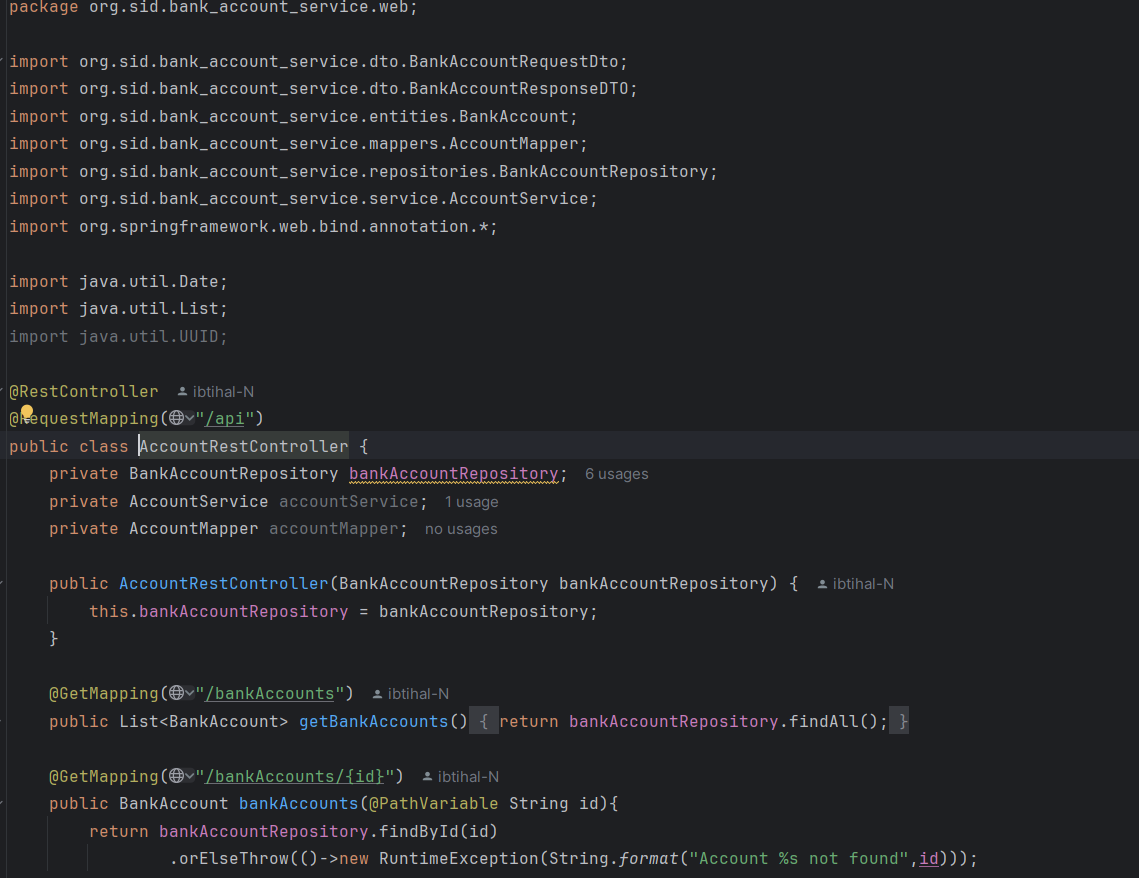 package org.sid.bank_account_service.web;
import org.sid.bank_account_service.dto.BankAccountRequestDto;
import org.sid.bank_account_service.dto.BankAccountResponseDTO;
import org.sid.bank_account_service.entities.BankAccount;
import org.sid.bank_account_service.mappers.AccountMapper;
import org.sid.bank_account_service.repositories.BankAccountRepository;
import org.sid.bank_account_service.service.AccountService;
import org.springframework.web.bind.annotation.*;
import java.util.Date;
import java.util.List;
import java.util.UUID;
@RestController ibtihal-N
@RequestMapping("/api")
public class AccountRestController {
    private BankAccountRepository bankAccountRepository; 6 usages
    private AccountService accountService; 1 usage
    private AccountMapper accountMapper; no usages
    public AccountRestController(BankAccountRepository bankAccountRepository) { ibtihal-N
        this.bankAccountRepository = bankAccountRepository;
    }
    @GetMapping("/bankAccounts") ibtihal-N
    public List<BankAccount> getBankAccounts() { return bankAccountRepository.findAll(); }
    @GetMapping("/bankAccounts/{id}") ibtihal-N
    public BankAccount bankAccounts(@PathVariable String id){
        return bankAccountRepository.findById(id)
                .orElseThrow(()->new RuntimeException(String.format("Account %s not found",id)));